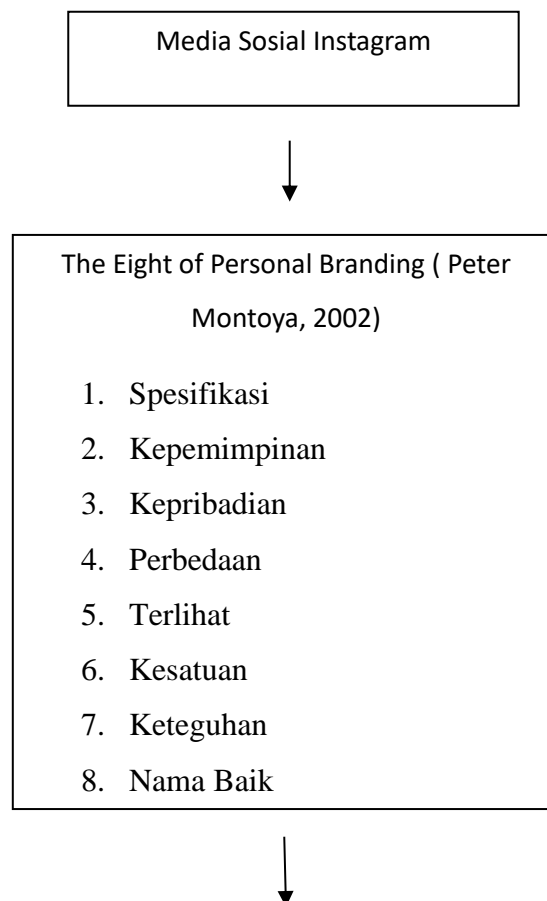 Media Sosial Instagram
The Eight of Personal Branding ( Peter
Montoya, 2002)
1. Spesifikasi
2. Kepemimpinan
3. Kepribadian
4. Perbedaan
5. Terlihat
6. Kesatuan
7. Keteguhan
8. Nama Baik